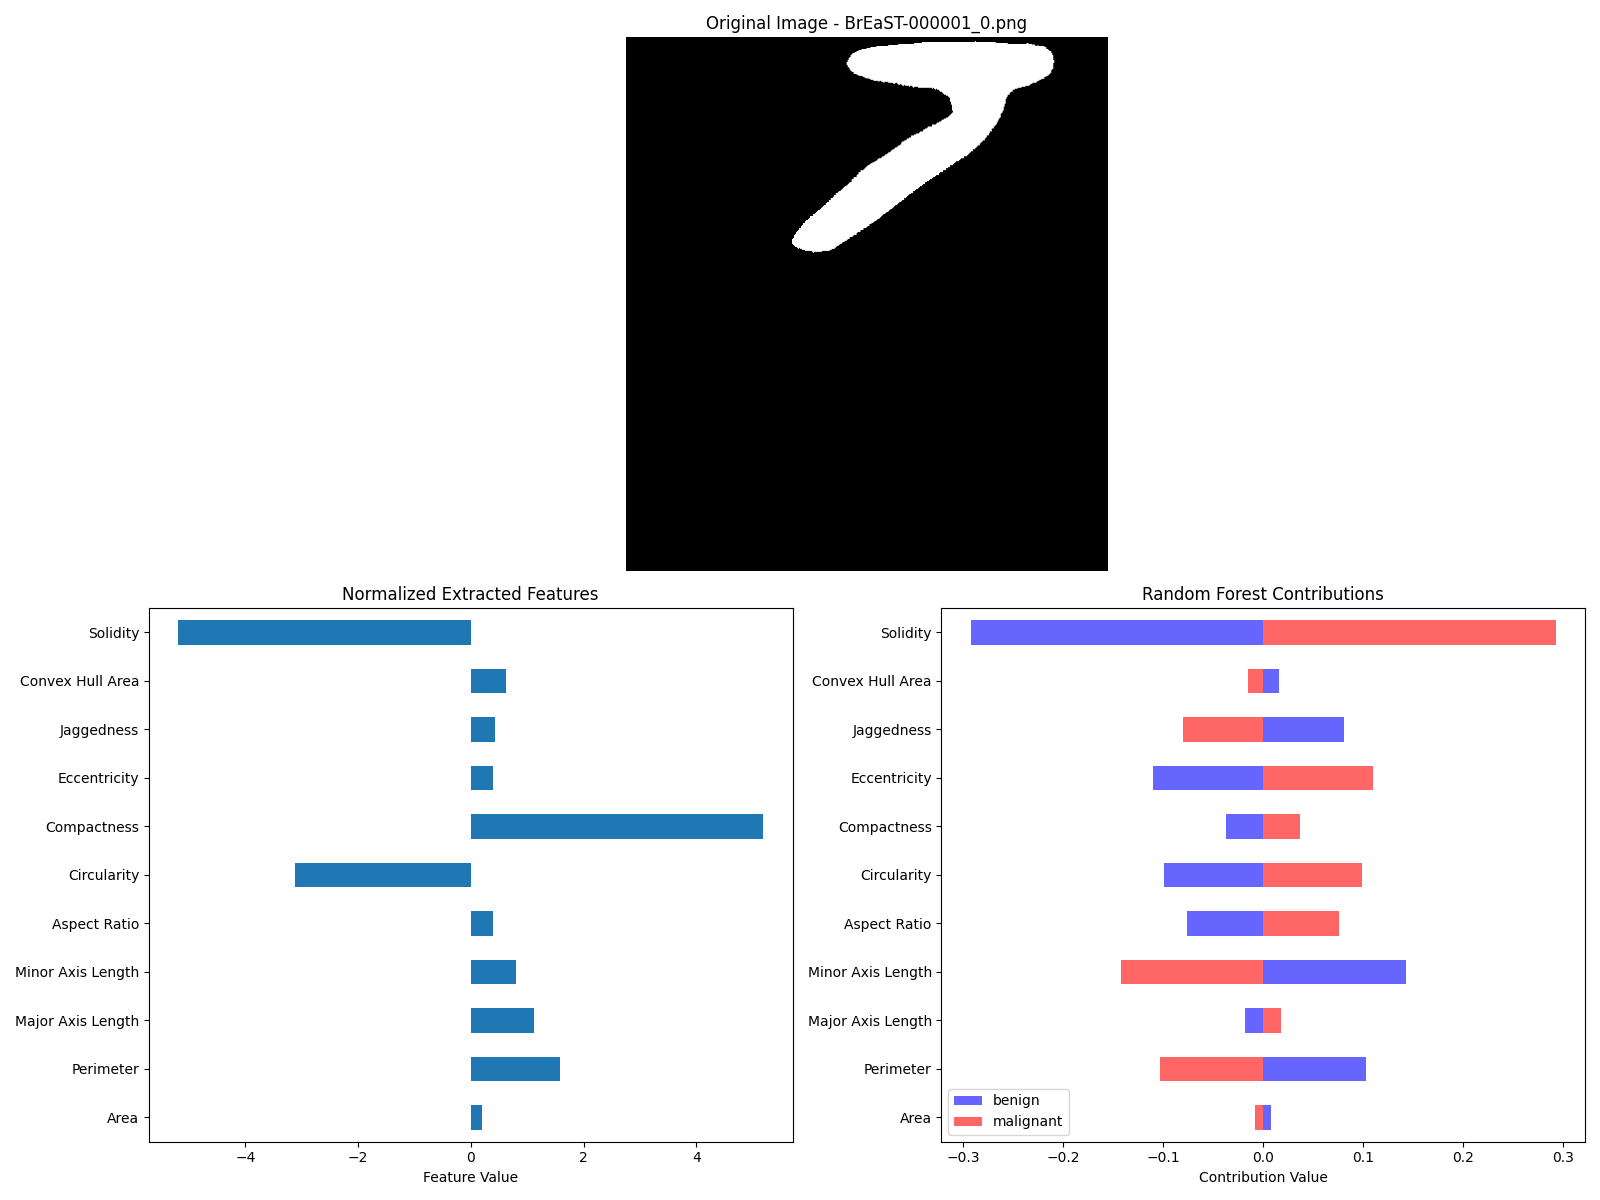 Original Image - BrEaST-000001_0.png
Normalized Extracted Features
Solidity
Convex Hull Area
Jaggedness
Eccentricity
Compactness
Circularity
Aspect Ratio
Minor Axis Length
Major Axis Length
Perimeter
Area
−4 −2 0 2 4
Feature Value
Random Forest Contributions
Solidity
Convex Hull Area
Jaggedness
Eccentricity
Compactness
Circularity
Aspect Ratio
Minor Axis Length
Major Axis Length
Perimeter
Area
benign
malignant
−0.3 −0.2 −0.1 0.0 0.1 0.2 0.3
Contribution Value